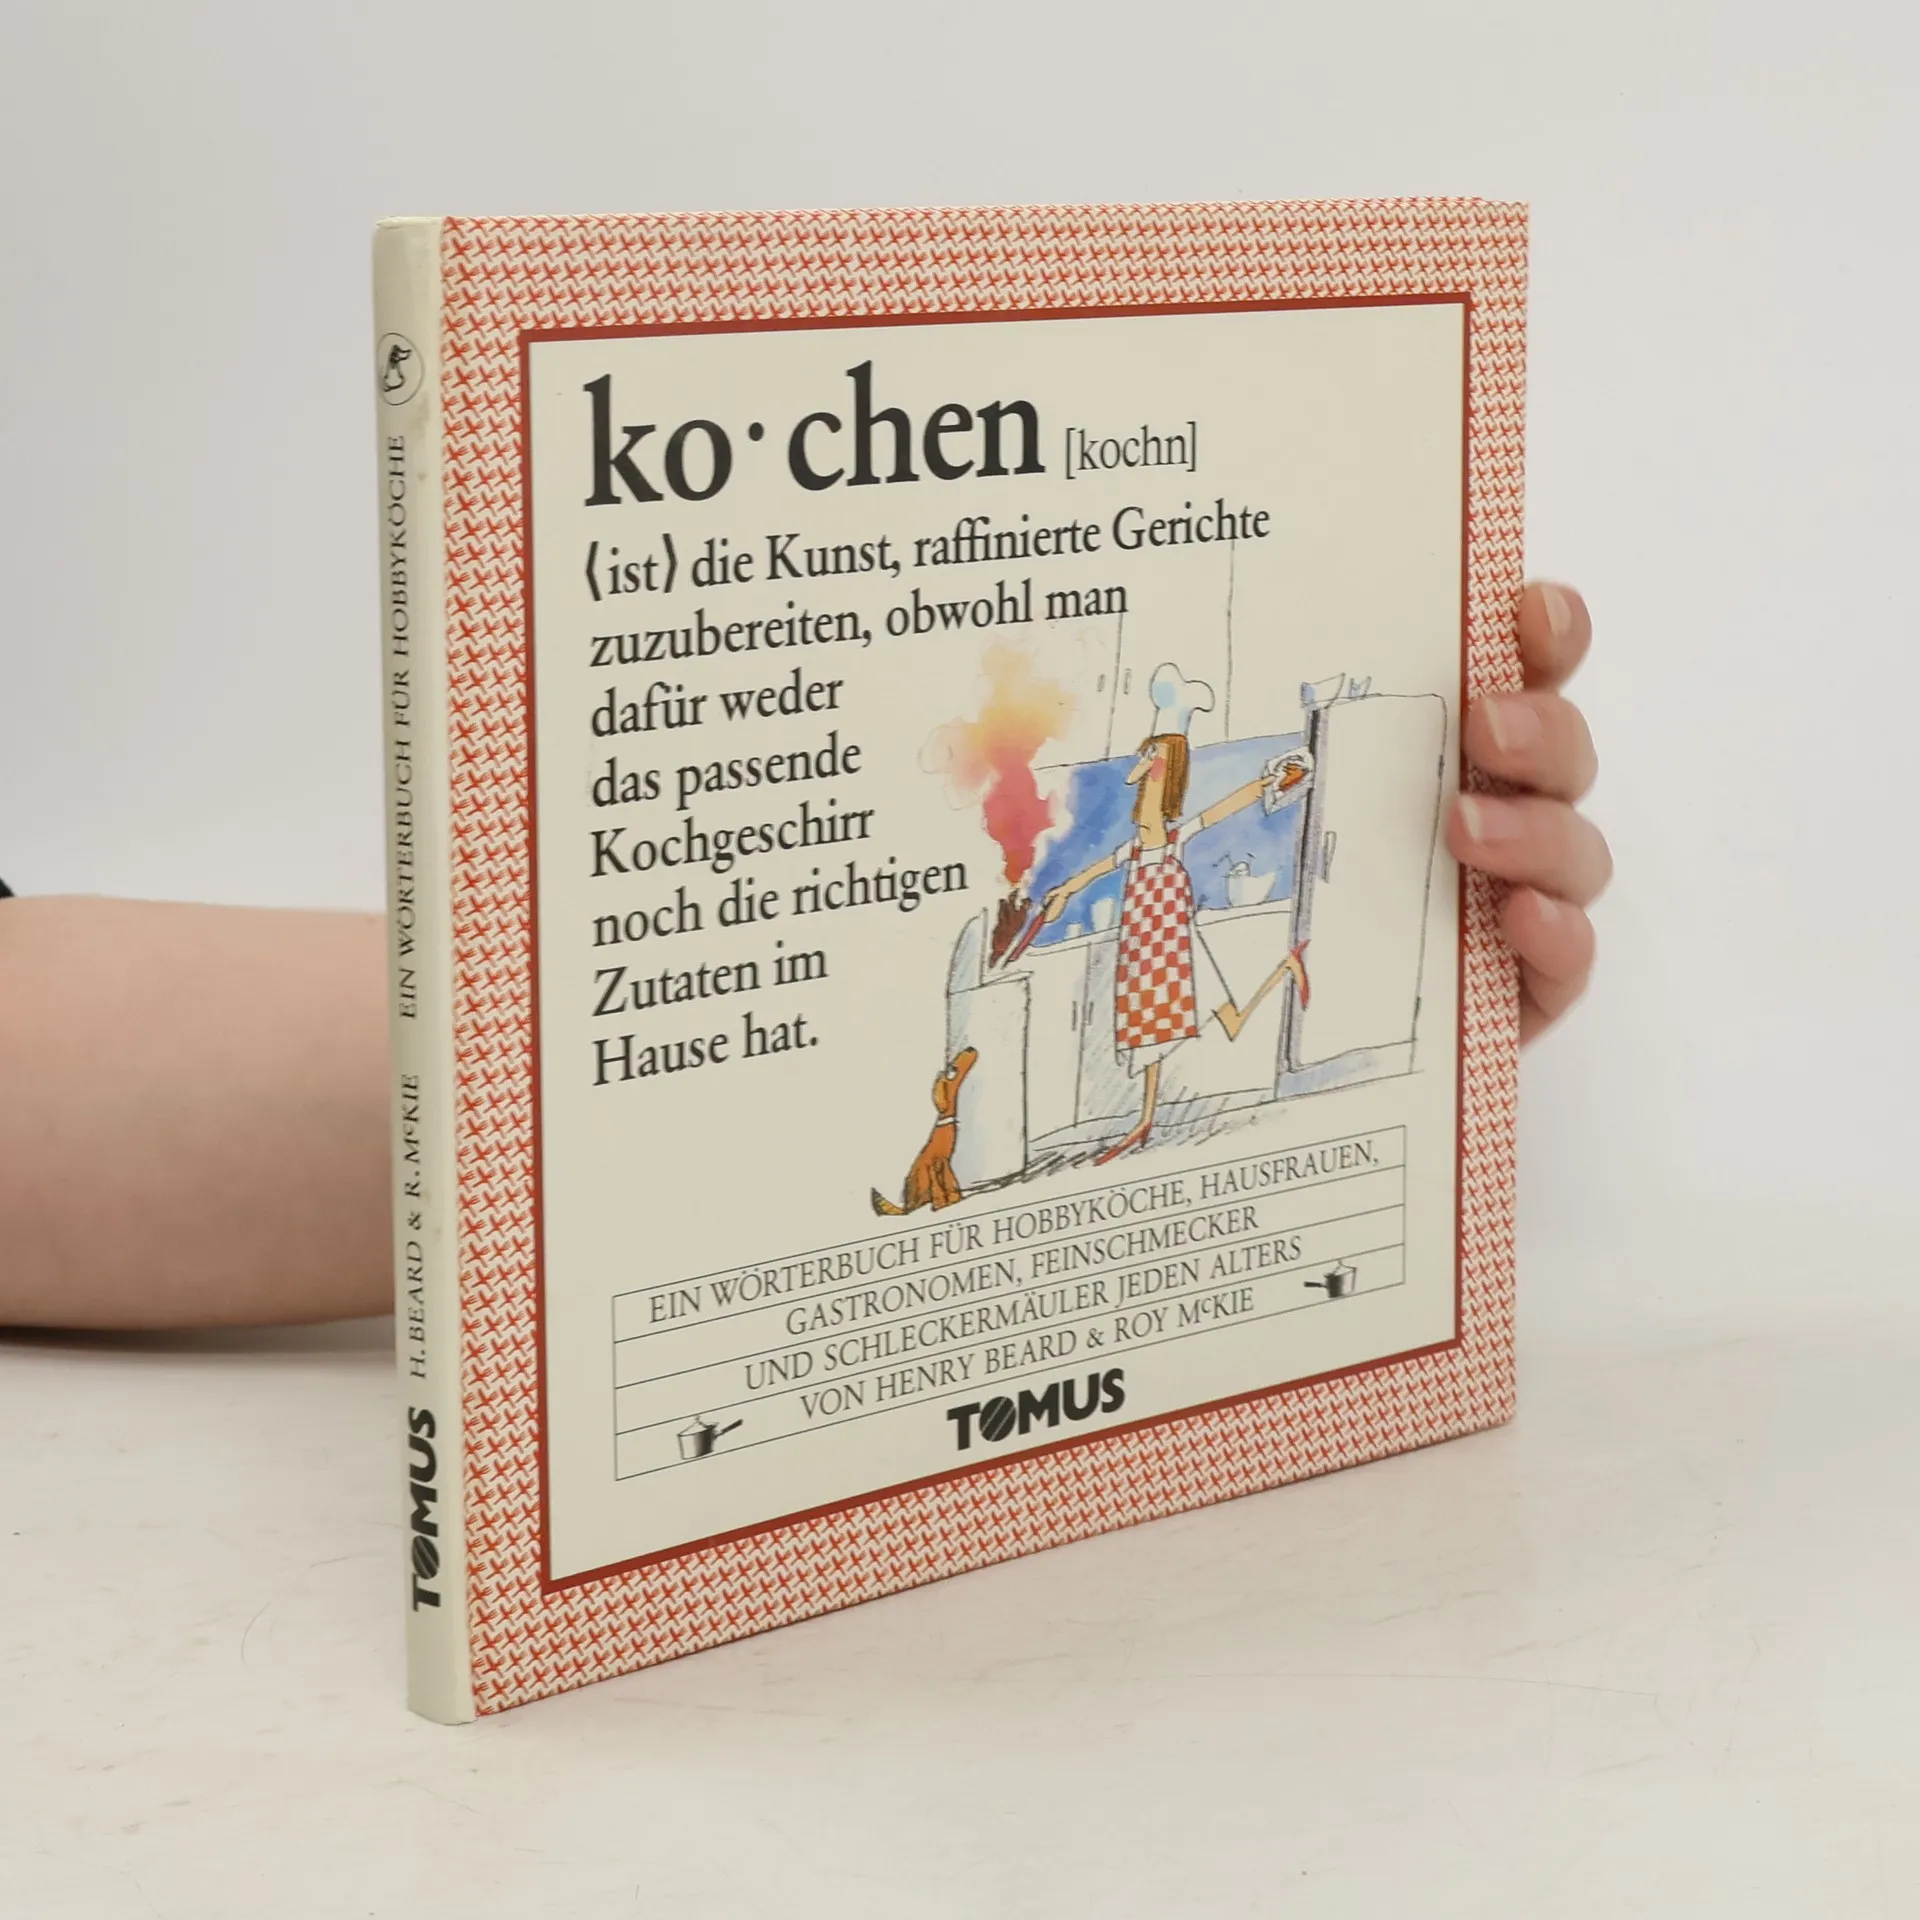 ko·chen [kochn]
⟨ist⟩ die Kunst, raffinierte Gerichte
zuzubereiten, obwohl man
dafür weder
das passende
Kochgeschirr
noch die richtigen
Zutaten im
Hause hat.
EIN WÖRTERBUCH FÜR HOBBYKÖCHE, HAUSFRAUEN,
GASTRONOMEN, FEINSCHMECKER
UND SCHLECKERMÄULER JEDEN ALTERS
VON HENRY BEARD & ROY McKIE
TOMUS
TOMUS H. BEARD & R. McKIE EIN WÖRTERBUCH FÜR HOBBYKÖCHE